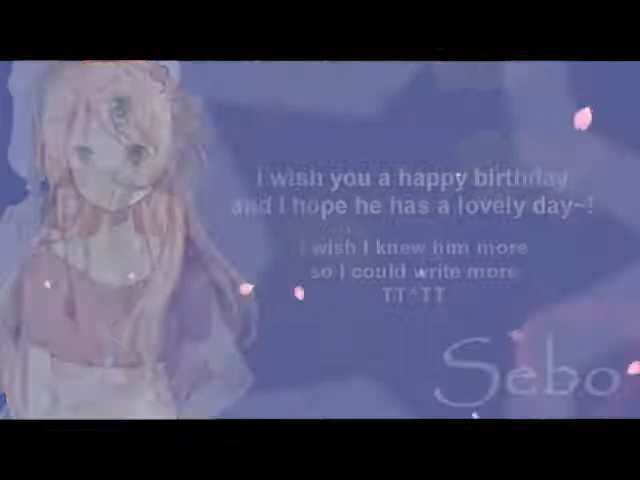 I wish you a happy birthday
and I hope he has a lovely day~!
I wish I knew him more
so I could write more
T.T^TT
Sebo